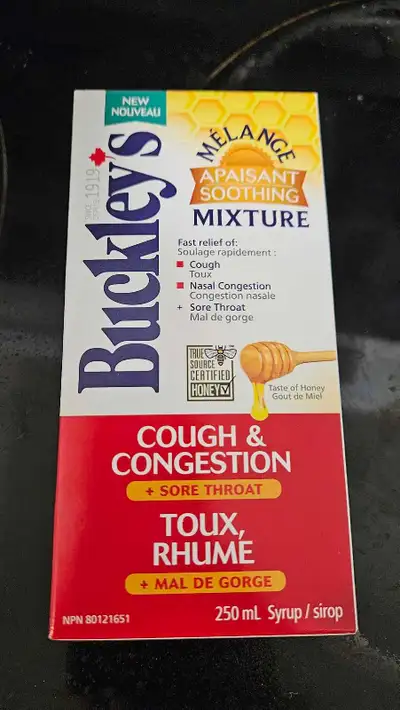 NEW
NOUVEAU
Buckley's
SINCE
DEPUIS
1919
MÉLANGE
APAISANT
SOOTHING
MIXTURE
Fast relief of:
Soulage rapidement :
Cough
Toux
Nasal Congestion
Congestion nasale
+ Sore Throat
Mal de gorge
TRUE
SOURCE
CERTIFIED
HONEY
Taste of Honey
Gout de Miel
COUGH &
CONGESTION
+ SORE THROAT
TOUX,
RHUME
+ MAL DE GORGE
NPN 80121651
250 mL Syrup / sirop